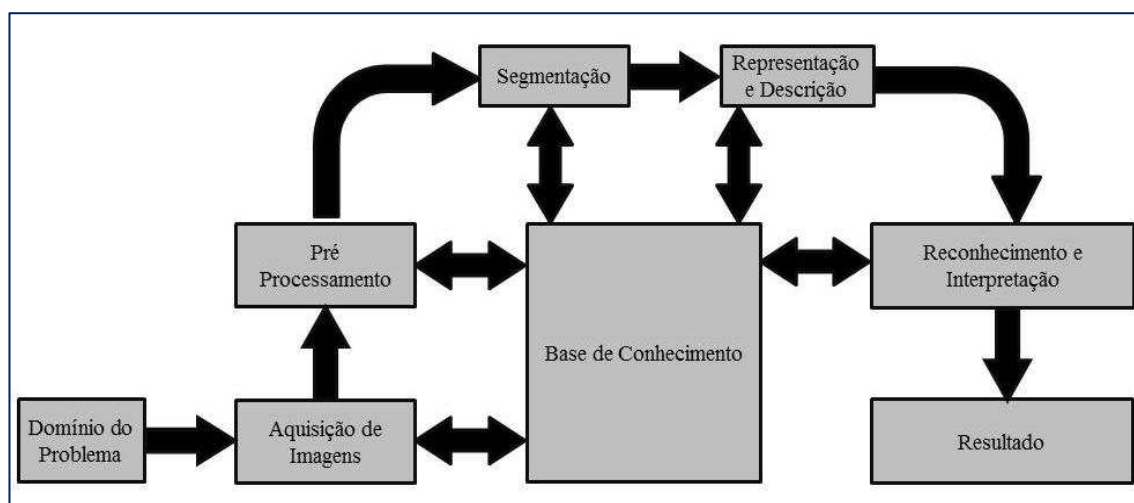 Segmentação
Representação
e Descrição
Pré
Processamento
Reconhecimento e
Interpretação
Base de Conhecimento
Domínio do
Problema
Aquisição de
Imagens
Resultado